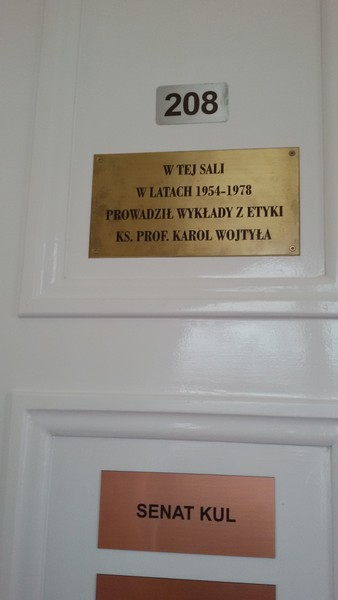 208
W TEJ SALI
W LATACH 1954-1978
PROWADZIŁ WYKŁADY Z ETYKI
KS. PROF. KAROL WOJTYŁA
SENAT KUL